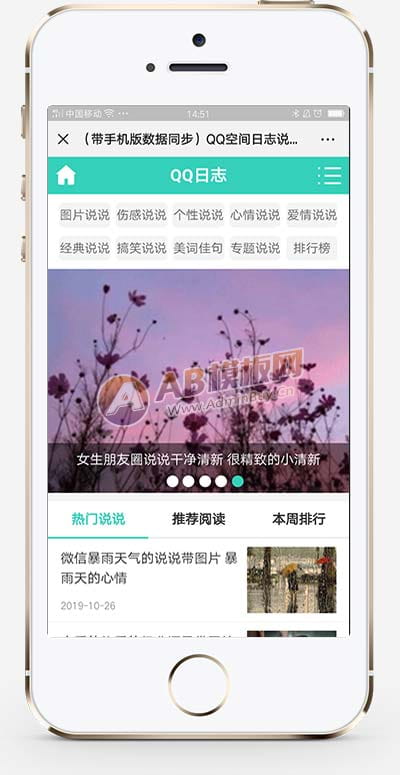 中国移动 14:51
（带手机版数据同步）QQ空间日志说...
QQ日志
图片说说 伤感说说 个性说说 心情说说 爱情说说
经典说说 搞笑说说 美词佳句 专题说说 排行榜
AB模板网
www.AdminBuy.cn
女生朋友圈说说干净清新 很精致的小清新
热门说说 推荐阅读 本周排行
微信暴雨天气的说说带图片 暴
雨天的心情
2019-10-26